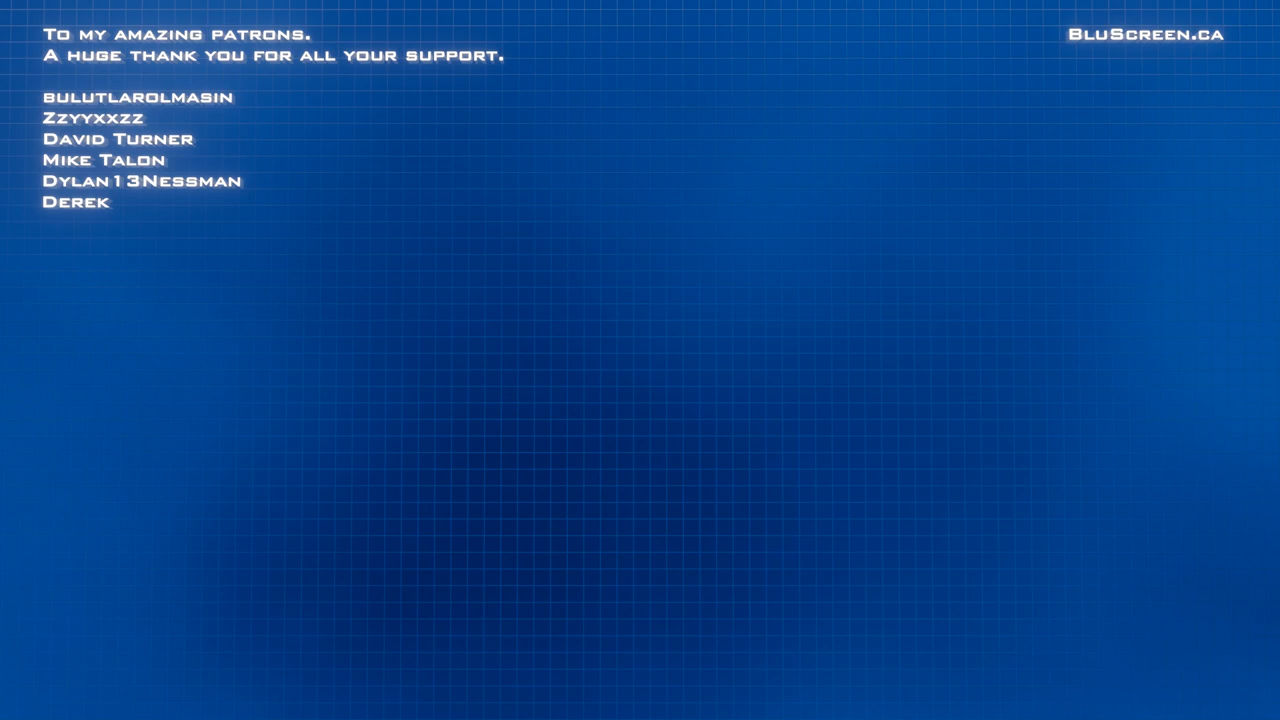 To my amazing patrons.
A huge thank you for all your support.
BluScreen.ca
bulutlarolmasin
Zzyyxxzz
David Turner
Mike Talon
Dylan13Nessman
Derek